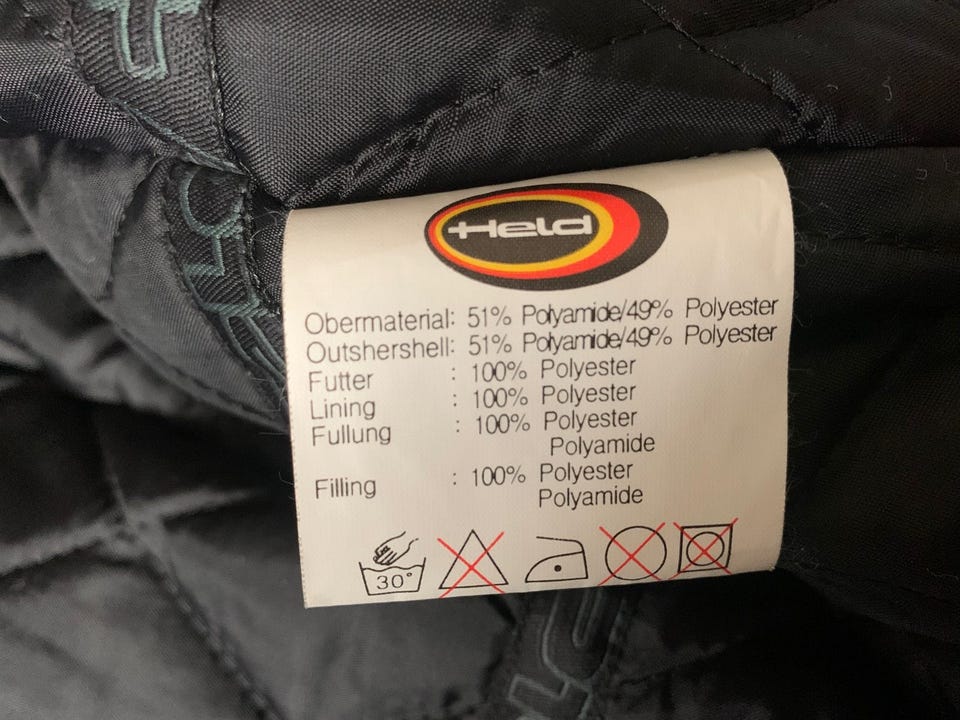 Held
Obermaterial: 51% Polyamide/49% Polyester
Outshershell: 51% Polyamide/49% Polyester
Futter : 100% Polyester
Lining : 100% Polyester
Fullung : 100% Polyester
Polyamide
Filling : 100% Polyester
Polyamide
30°